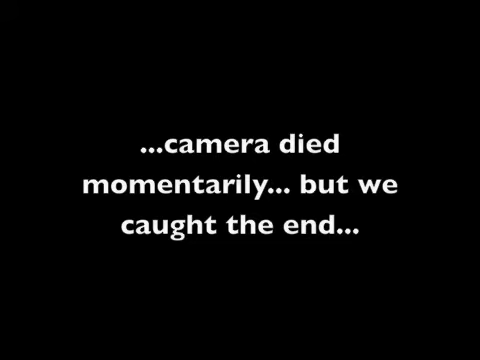 ...camera died
momentarily... but we
caught the end...